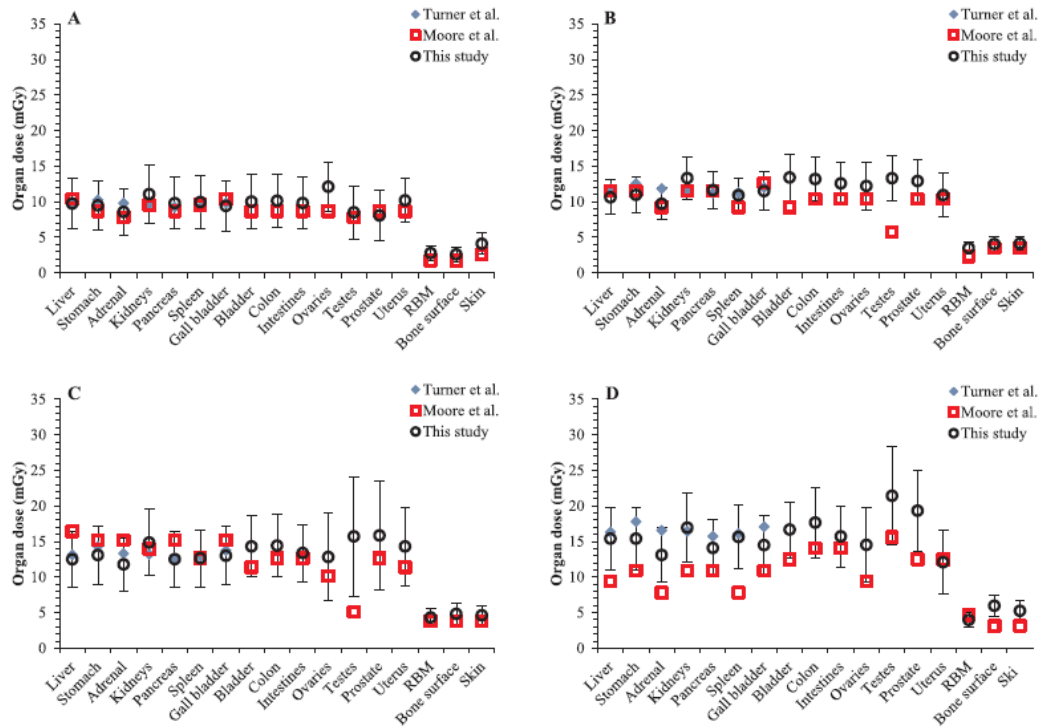 A
Turner et al.
Moore et al.
This study
Organ dose (mGy)
35
30
25
20
15
10
5
0
Liver
Stomach
Adrenal
Kidneys
Pancreas
Spleen
Gall bladder
Bladder
Colon
Intestines
Ovaries
Testes
Prostate
Uterus
RBM
Bone surface
Skin
B
Turner et al.
Moore et al.
This study
Organ dose (mGy)
35
30
25
20
15
10
5
0
Liver
Stomach
Adrenal
Kidneys
Pancreas
Spleen
Gall bladder
Bladder
Colon
Intestines
Ovaries
Testes
Prostate
Uterus
RBM
Bone surface
Skin
C
Turner et al.
Moore et al.
This study
Organ dose (mGy)
35
30
25
20
15
10
5
0
Liver
Stomach
Adrenal
Kidneys
Pancreas
Spleen
Gall bladder
Bladder
Colon
Intestines
Ovaries
Testes
Prostate
Uterus
RBM
Bone surface
Skin
D
Turner et al.
Moore et al.
This study
Organ dose (mGy)
35
30
25
20
15
10
5
0
Liver
Stomach
Adrenal
Kidneys
Pancreas
Spleen
Gall bladder
Bladder
Colon
Intestines
Ovaries
Testes
Prostate
Uterus
RBM
Bone surface
Ski